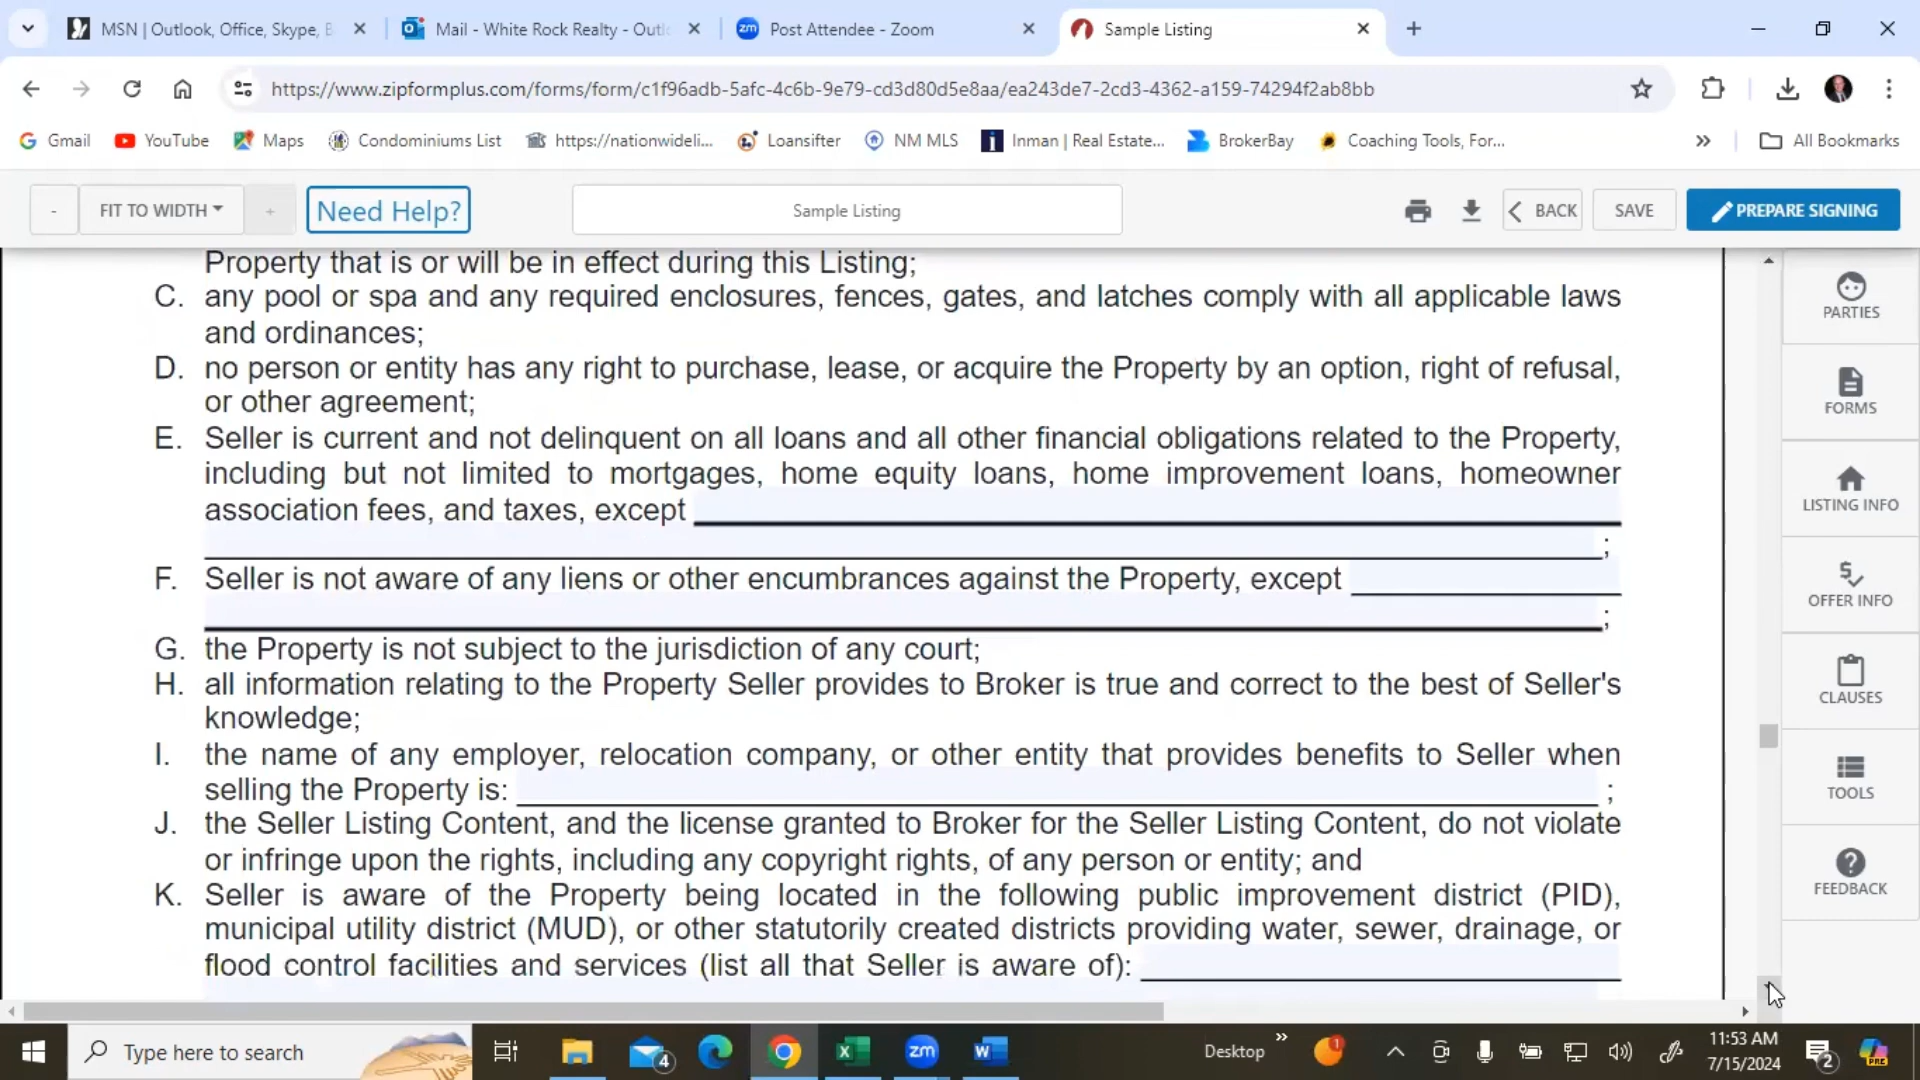 MSN | Outlook, Office, Skype, B
Mail - White Rock Realty - Outlo
zm Post Attendee - Zoom
Sample Listing
https://www.zipformplus.com/forms/form/c1f96adb-5afc-4c6b-9e79-cd3d80d5e8aa/ea243de7-2cd3-4362-a159-74294f2ab8bb
Gmail
YouTube
Maps
Condominiums List
https://nationwideli...
Loansifter
NM MLS
Inman | Real Estate...
BrokerBay
Coaching Tools, For...
»
All Bookmarks
-
FIT TO WIDTH
+
Need Help?
Sample Listing
BACK
SAVE
PREPARE SIGNING
Property that is or will be in effect during this Listing;
C. any pool or spa and any required enclosures, fences, gates, and latches comply with all applicable laws
and ordinances;
D. no person or entity has any right to purchase, lease, or acquire the Property by an option, right of refusal,
or other agreement;
E. Seller is current and not delinquent on all loans and all other financial obligations related to the Property,
including but not limited to mortgages, home equity loans, home improvement loans, homeowner
association fees, and taxes, except
;
F. Seller is not aware of any liens or other encumbrances against the Property, except
;
G. the Property is not subject to the jurisdiction of any court;
H. all information relating to the Property Seller provides to Broker is true and correct to the best of Seller's
knowledge;
I. the name of any employer, relocation company, or other entity that provides benefits to Seller when
selling the Property is: ;
J. the Seller Listing Content, and the license granted to Broker for the Seller Listing Content, do not violate
or infringe upon the rights, including any copyright rights, of any person or entity; and
K. Seller is aware of the Property being located in the following public improvement district (PID),
municipal utility district (MUD), or other statutorily created districts providing water, sewer, drainage, or
flood control facilities and services (list all that Seller is aware of):
PARTIES
FORMS
LISTING INFO
OFFER INFO
CLAUSES
TOOLS
FEEDBACK
Type here to search
4
zm
Desktop
»
1
11:53 AM
7/15/2024
2
PRE